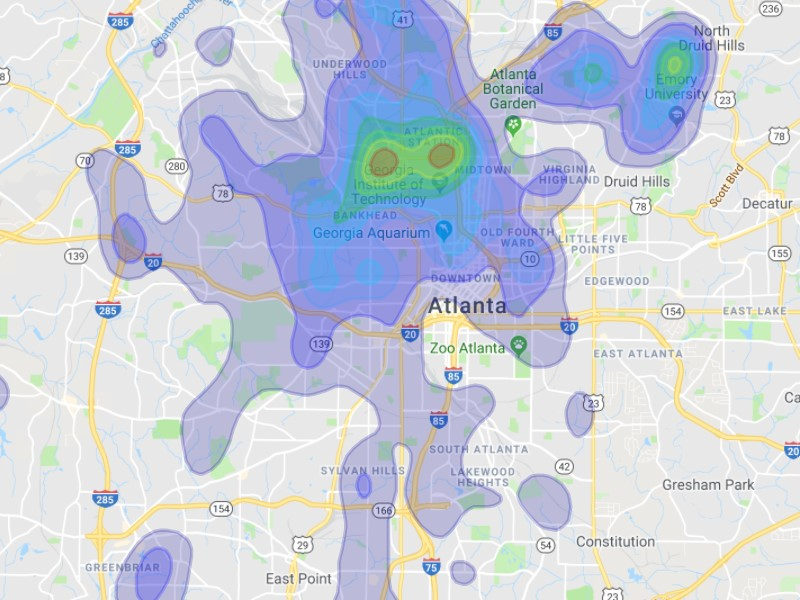 285
41
236
Chattahoochee
85
North
Druid Hills
UNDERWOOD
HILLS
Atlanta
Botanical
Garden
Emory
University
23
285
ATLANTIC
STATION
78
70
280
Georgia
Institute of
Technology
MIDTOWN
VIRGINIA
HIGHLAND
Druid Hills
Scott Blvd
78
78
Decatur
BANKHEAD
Georgia Aquarium
OLD FOURTH
WARD
LITTLE FIVE
POINTS
139
20
10
155
DOWNTOWN
EDGEWOOD
285
Atlanta
154
EAST LAKE
20
20
139
Zoo Atlanta
EAST ATLANTA
85
23
Ca
85
SOUTH ATLANTA
20
SYLVAN HILLS
LAKEWOOD
HEIGHTS
42
Gresham Park
285
154
166
29
54
Constitution
GREENBRIAR
East Point
75
23